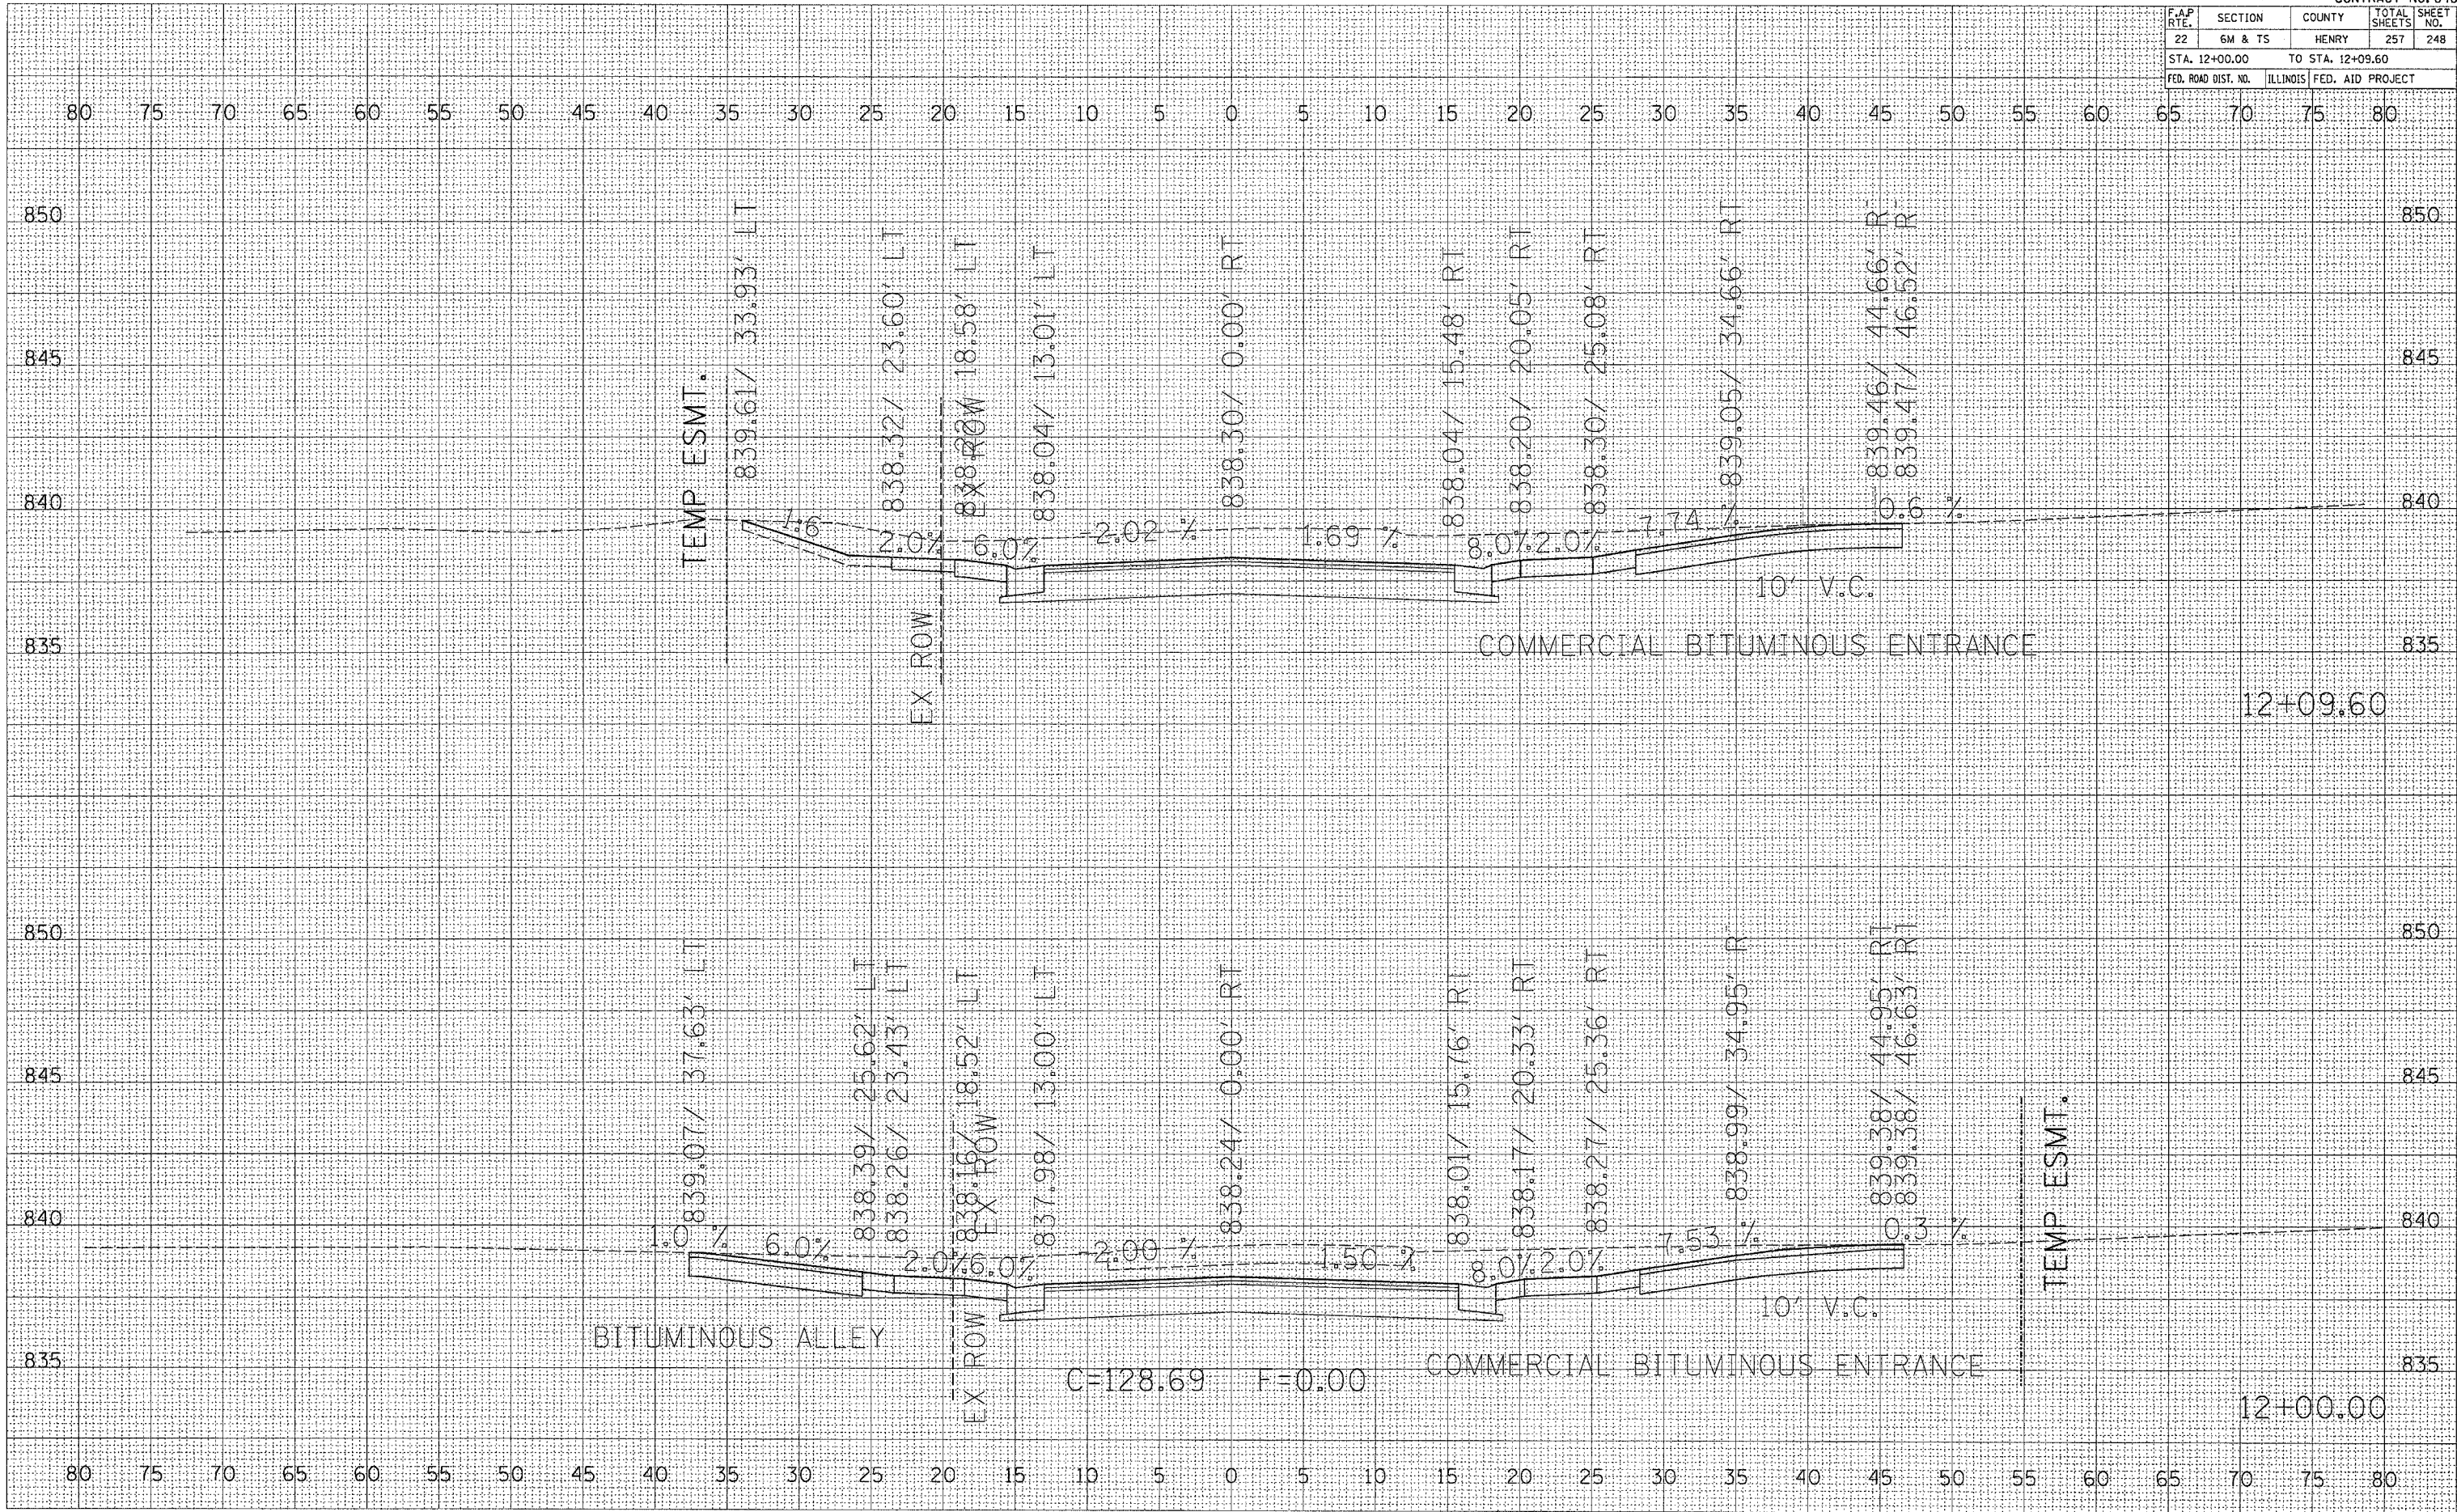 F.A.P RTE. SECTION COUNTY TOTAL SHEETS SHEET NO.
22 6M & TS HENRY 257 248
STA. 12+00.00 TO STA. 12+09.60
FED. ROAD DIST. NO. ILLINOIS FED. AID PROJECT
80 75 70 65 60 55 50 45 40 35 30 25 20 15 10 5 0 5 10 15 20 25 30 35 40 45 50 55 60 65 70 75 80
850 850
845 845
840 840
835 835
TEMP ESMT.
839.61/ 33.93' LT
838.32/ 23.60' LT
838.22/ 18.58' LT
EX ROW
838.04/ 13.01' LT
838.30/ 0.00' RT
838.04/ 15.48' RT
838.20/ 20.05' RT
838.30/ 25.08' RT
839.05/ 34.66' RT
839.46/ 44.66' R
839.47/ 46.52' R
1:6 2.0% 6.0% -2.02 % 1.69 % 8.0% 2.0% 7.74 % 0.6 %
10' V.C.
EX ROW
COMMERCIAL BITUMINOUS ENTRANCE
12+09.60
850 850
845 845
840 840
835 835
839.07/ 37.63' LT
838.39/ 25.62' LT
838.26/ 23.43' LT
838.16/ 18.52' LT
EX ROW
837.98/ 13.00' LT
838.24/ 0.00' RT
838.01/ 15.76' RT
838.17/ 20.33' RT
838.27/ 25.36' RT
838.99/ 34.95' R
839.38/ 44.95' RT
839.38/ 46.63' RT
TEMP ESMT.
1.0 % 6.0% 2.0% 6.0% -2.00 % 1.50 % 8.0% 2.0% 7.53 % 0.3 %
10' V.C.
BITUMINOUS ALLEY
EX ROW
C=128.69 F=0.00
COMMERCIAL BITUMINOUS ENTRANCE
12+00.00
80 75 70 65 60 55 50 45 40 35 30 25 20 15 10 5 0 5 10 15 20 25 30 35 40 45 50 55 60 65 70 75 80